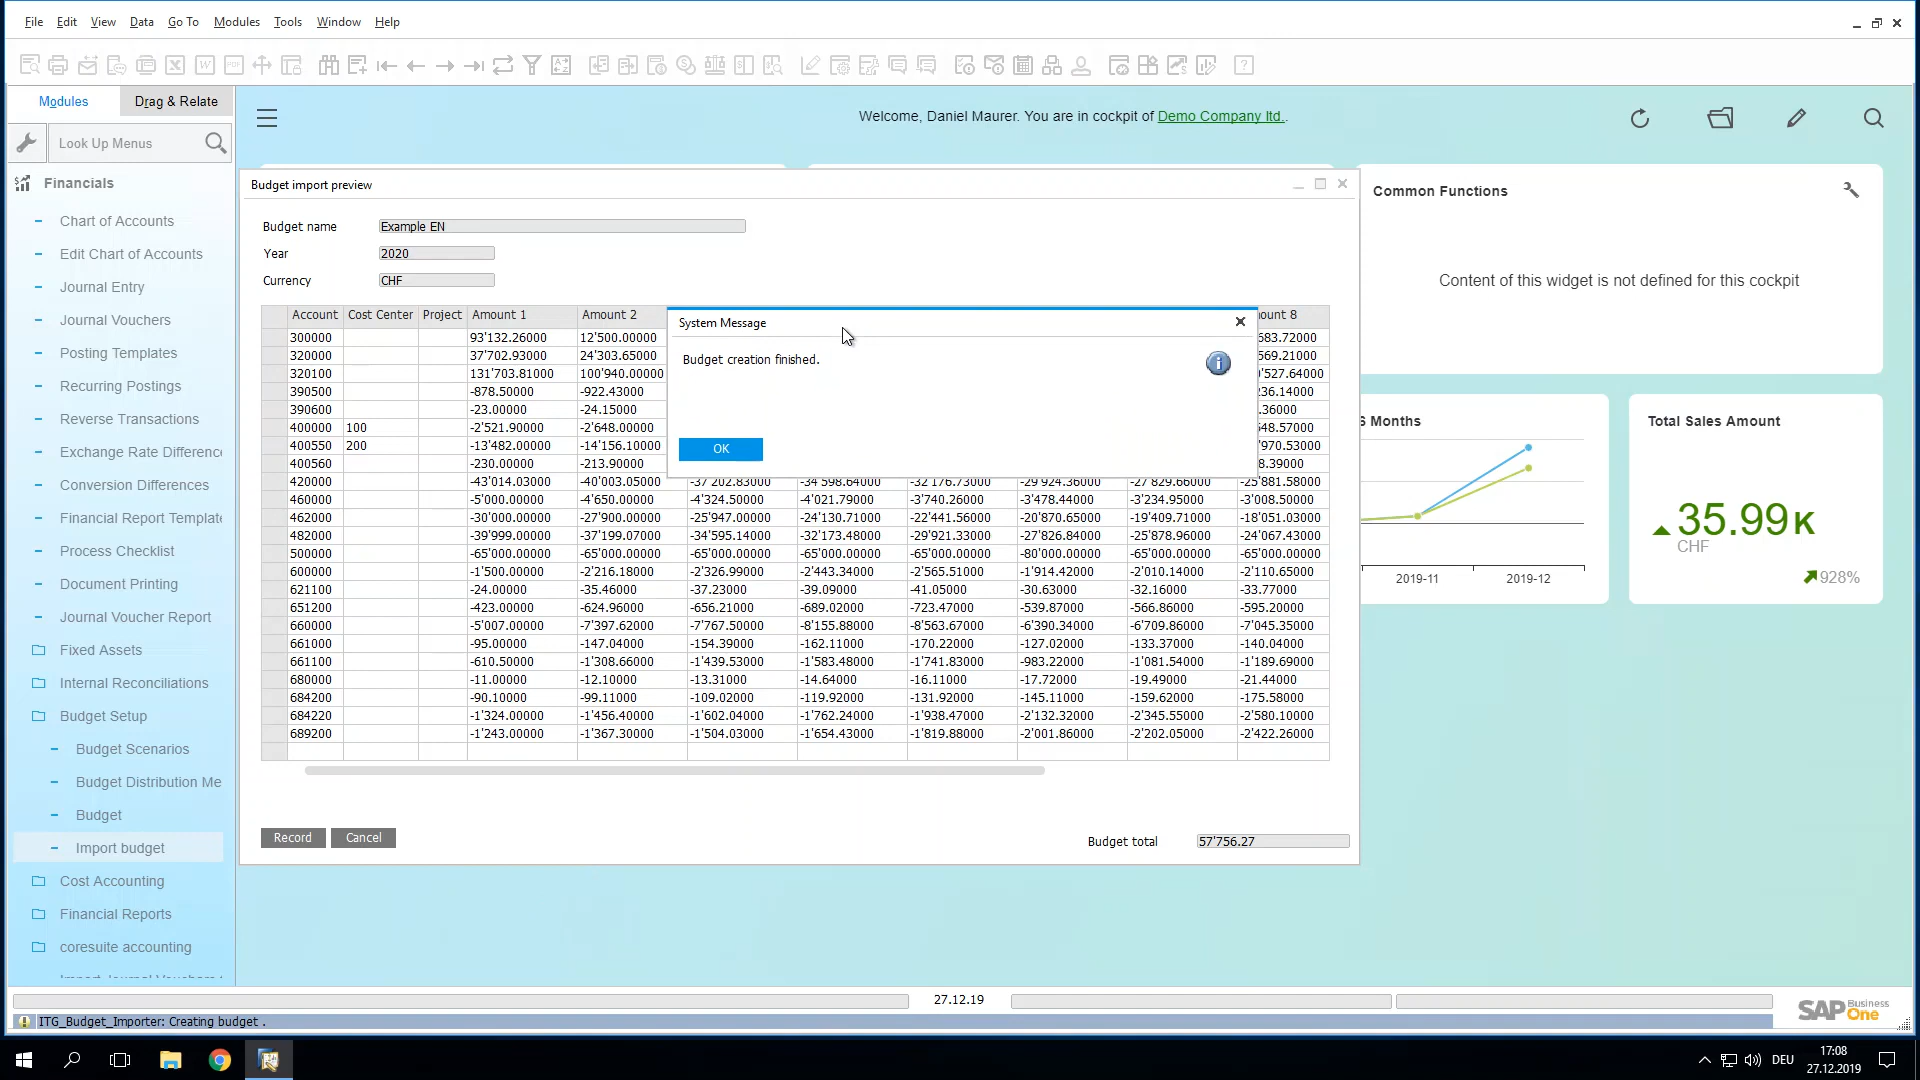 File Edit View Data Go To Modules Tools Window Help
Modules Drag & Relate
Look Up Menus
Welcome, Daniel Maurer. You are in cockpit of Demo Company ltd..
Financials
Chart of Accounts
Edit Chart of Accounts
Journal Entry
Journal Vouchers
Posting Templates
Recurring Postings
Reverse Transactions
Exchange Rate Difference
Conversion Differences
Financial Report Template
Process Checklist
Document Printing
Journal Voucher Report
Fixed Assets
Internal Reconciliations
Budget Setup
Budget Scenarios
Budget Distribution Me
Budget
Import budget
Cost Accounting
Financial Reports
coresuite accounting
Budget import preview
Budget name Example EN
Year 2020
Currency CHF
Account Cost Center Project Amount 1 Amount 2 ount 8
300000 93'132.26000 12'500.00000 683.72000
320000 37'702.93000 24'303.65000 569.21000
320100 131'703.81000 100'940.00000 '527.64000
390500 -878.50000 -922.43000 236.14000
390600 -23.00000 -24.15000 .36000
400000 100 -2'521.90000 -2'648.00000 548.57000
400550 200 -13'482.00000 -14'156.10000 '970.53000
400560 -230.00000 -213.90000 8.39000
420000 -43'014.03000 -40'003.05000 -37'202.83000 -34'598.64000 -32'176.73000 -29'924.36000 -27'829.66000 -25'881.58000
460000 -5'000.00000 -4'650.00000 -4'324.50000 -4'021.79000 -3'740.26000 -3'478.44000 -3'234.95000 -3'008.50000
462000 -30'000.00000 -27'900.00000 -25'947.00000 -24'130.71000 -22'441.56000 -20'870.65000 -19'409.71000 -18'051.03000
482000 -39'999.00000 -37'199.07000 -34'595.14000 -32'173.48000 -29'921.33000 -27'826.84000 -25'878.96000 -24'067.43000
500000 -65'000.00000 -65'000.00000 -65'000.00000 -65'000.00000 -65'000.00000 -80'000.00000 -65'000.00000 -65'000.00000
600000 -1'500.00000 -2'216.18000 -2'326.99000 -2'443.34000 -2'565.51000 -1'914.42000 -2'010.14000 -2'110.65000
621100 -24.00000 -35.46000 -37.23000 -39.09000 -41.05000 -30.63000 -32.16000 -33.77000
651200 -423.00000 -624.96000 -656.21000 -689.02000 -723.47000 -539.87000 -566.86000 -595.20000
660000 -5'007.00000 -7'397.62000 -7'767.50000 -8'155.88000 -8'563.67000 -6'390.34000 -6'709.86000 -7'045.35000
661000 -95.00000 -147.04000 -154.39000 -162.11000 -170.22000 -127.02000 -133.37000 -140.04000
661100 -610.50000 -1'308.66000 -1'439.53000 -1'583.48000 -1'741.83000 -983.22000 -1'081.54000 -1'189.69000
680000 -11.00000 -12.10000 -13.31000 -14.64000 -16.11000 -17.72000 -19.49000 -21.44000
684200 -90.10000 -99.11000 -109.02000 -119.92000 -131.92000 -145.11000 -159.62000 -175.58000
684220 -1'324.00000 -1'456.40000 -1'602.04000 -1'762.24000 -1'938.47000 -2'132.32000 -2'345.55000 -2'580.10000
689200 -1'243.00000 -1'367.30000 -1'504.03000 -1'654.43000 -1'819.88000 -2'001.86000 -2'202.05000 -2'422.26000
Record Cancel Budget total 57'756.27
System Message
Budget creation finished.
OK
Common Functions
Content of this widget is not defined for this cockpit
Months
2019-11 2019-12
Total Sales Amount
35.99K
CHF
928%
27.12.19
SAP Business One
ITG_Budget_Importer: Creating budget .
DEU 17:08
27.12.2019